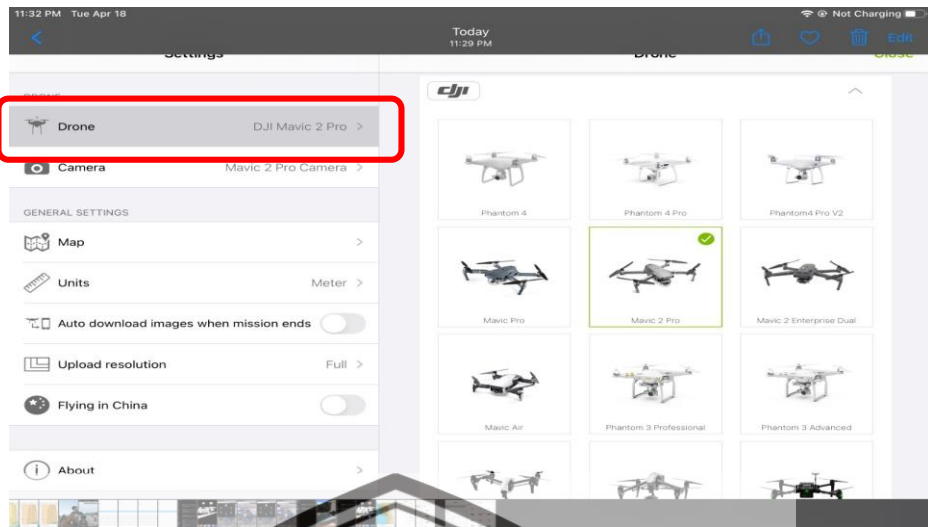 11:32 PM Tue Apr 18
Not Charging
Today
11:29 PM
Edit
Settings
Drone
Close
DRONE
dji
Drone
DJI Mavic 2 Pro >
Camera
Mavic 2 Pro Camera >
GENERAL SETTINGS
Map >
Units
Meter >
Auto download images when mission ends
Upload resolution
Full >
Flying in China
About >
Phantom 4
Phantom 4 Pro
Phantom4 Pro V2
Mavic Pro
Mavic 2 Pro
Mavic 2 Enterprise Dual
Mavic Air
Phantom 3 Professional
Phantom 3 Advanced